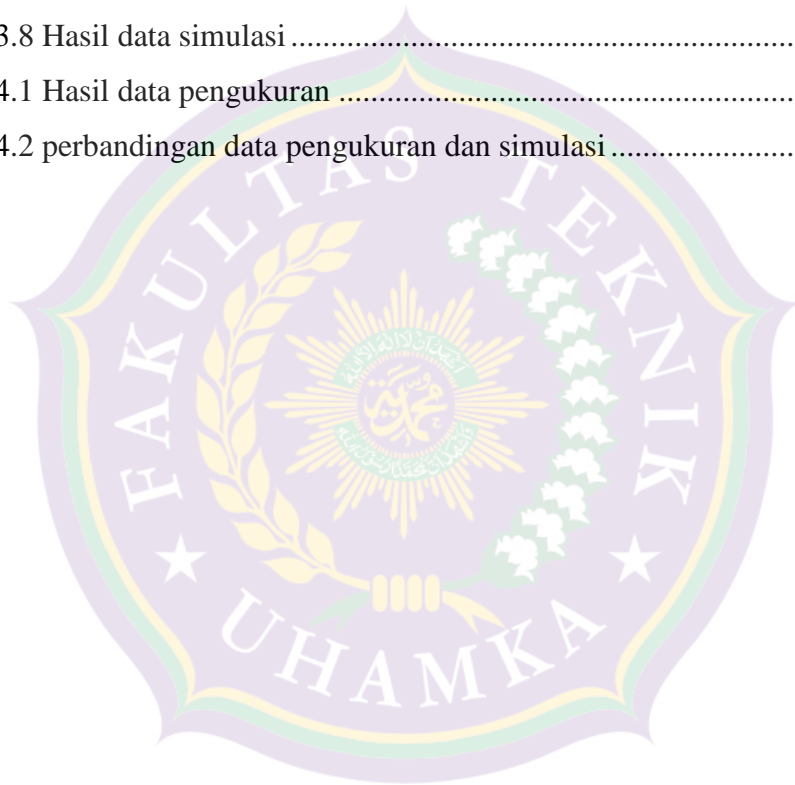 3.8 Hasil data simulasi ........................................................
4.1 Hasil data pengukuran ..................................................
4.2 perbandingan data pengukuran dan simulasi ....................
FAKULTAS TEKNIK
محمدية
★ UHAMKA ★